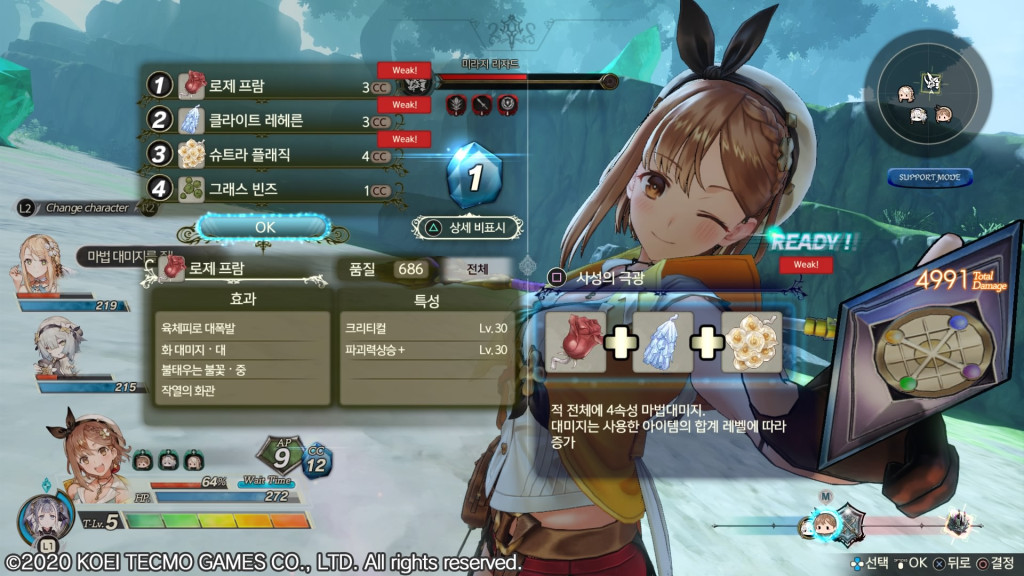 미라지 리자드
1 로제 프람 3CC Weak!
2 클라이트 레헤른 3CC Weak!
3 슈트라 플래직 4CC Weak!
4 그래스 빈즈 1CC
1
SUPPORT MODE
L2 Change character R2
OK
△ 상세 비표시
READY !!
Weak!
마법 대미지를
로제 프람
품질 686 전체
□ 사성의 극광
4991 Total Damage
효과
특성
육체피로 대폭발
화 대미지・대
불태우는 불꽃・중
작열의 화관
크리티컬 Lv.30
파괴력상승+ Lv.30
219
215
적 전체에 4속성 마법대미지.
대미지는 사용한 아이템의 합계 레벨에 따라
증가
AP 9
CC 12
64% Wait Time
HP 272
T-Lv. 5
L1
M
©2020 KOEI TECMO GAMES CO., LTD. All rights reserved.
선택 OK 뒤로 결정